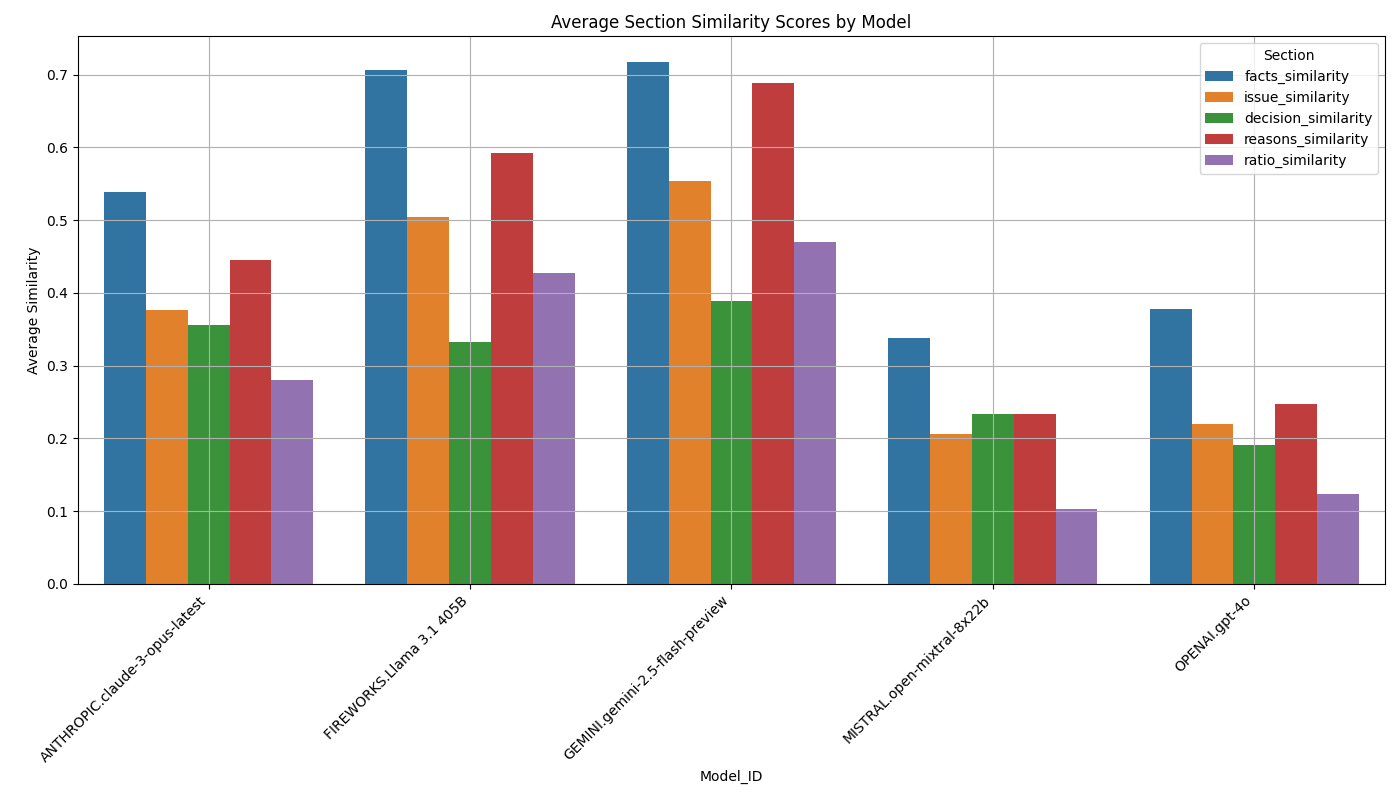 Average Section Similarity Scores by Model
Section
facts_similarity
issue_similarity
decision_similarity
reasons_similarity
ratio_similarity
Average Similarity
0.7
0.6
0.5
0.4
0.3
0.2
0.1
0.0
ANTHROPIC.claude-3-opus-latest
FIREWORKS.Llama 3.1 405B
GEMINI.gemini-2.5-flash-preview
MISTRAL.open-mixtral-8x22b
OPENAI.gpt-4o
Model_ID